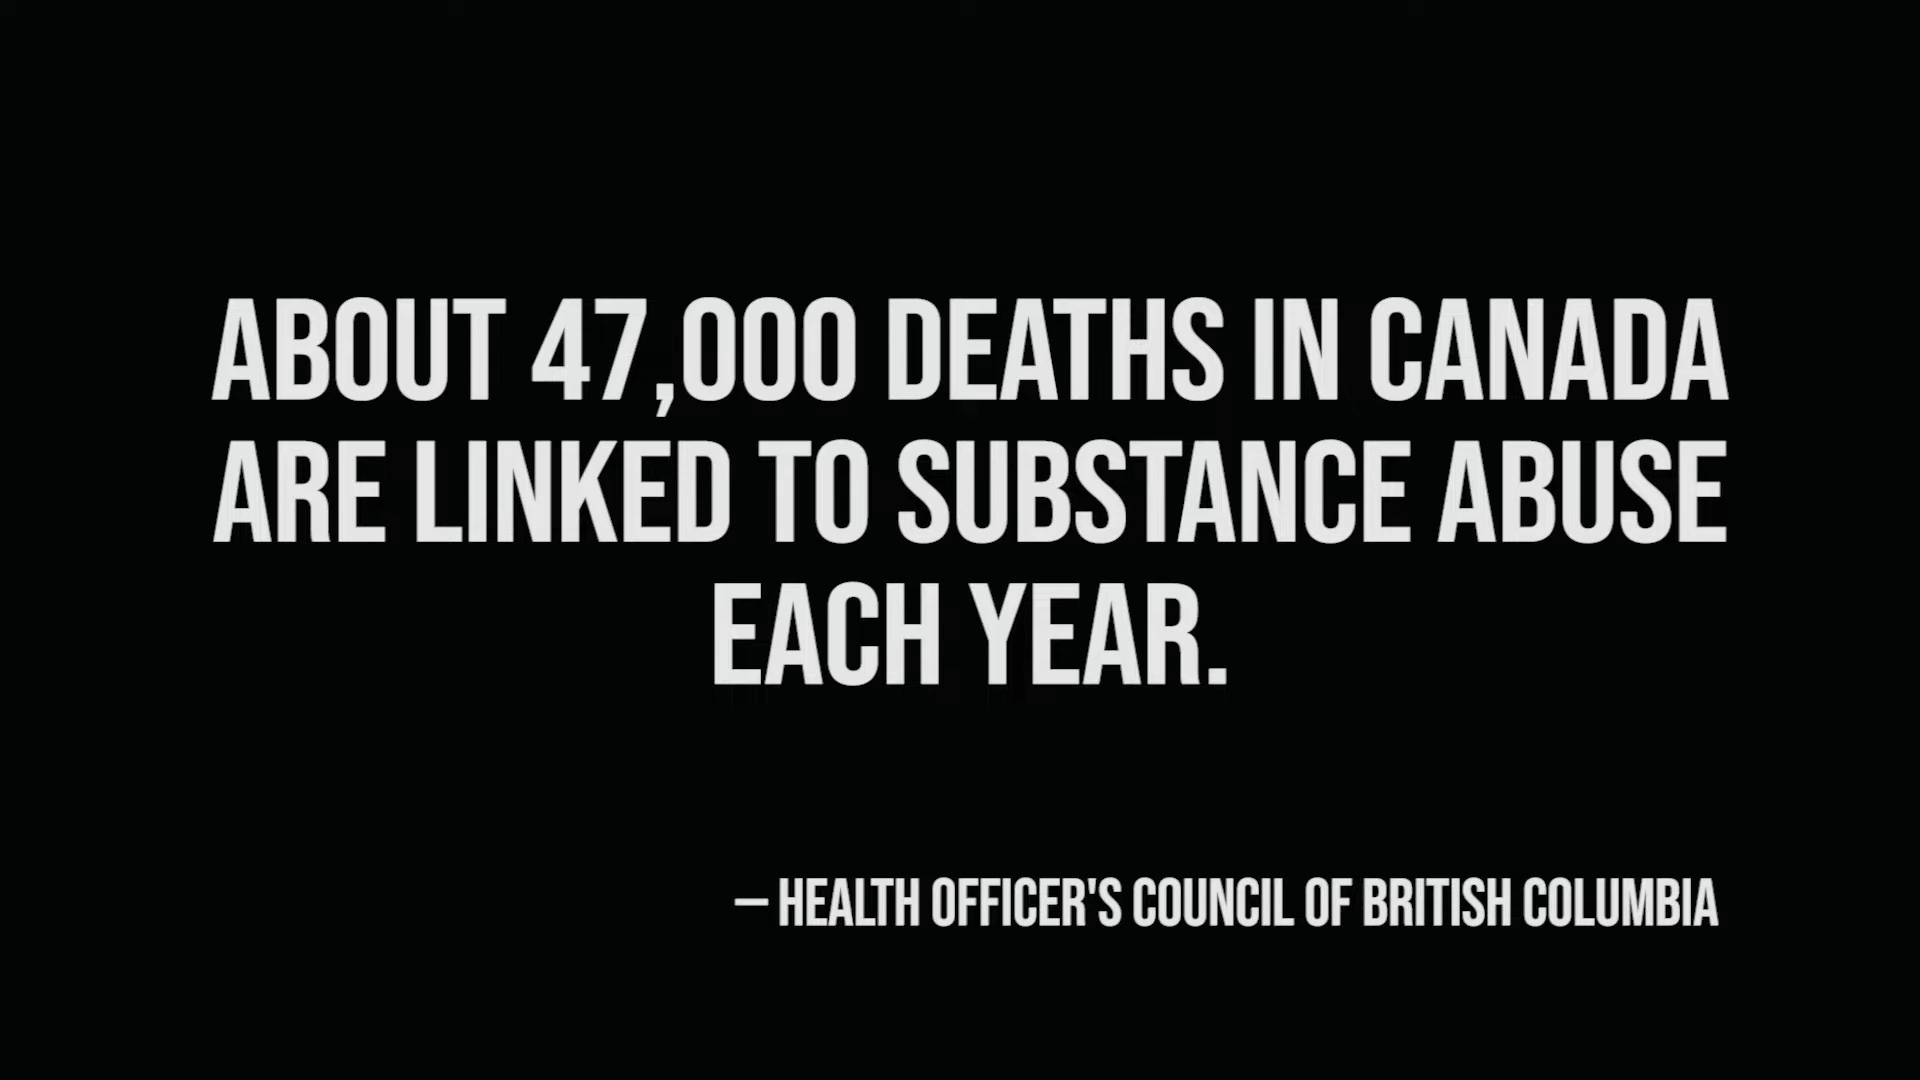 ABOUT 47,000 DEATHS IN CANADA
ARE LINKED TO SUBSTANCE ABUSE
EACH YEAR.
– HEALTH OFFICER'S COUNCIL OF BRITISH COLUMBIA